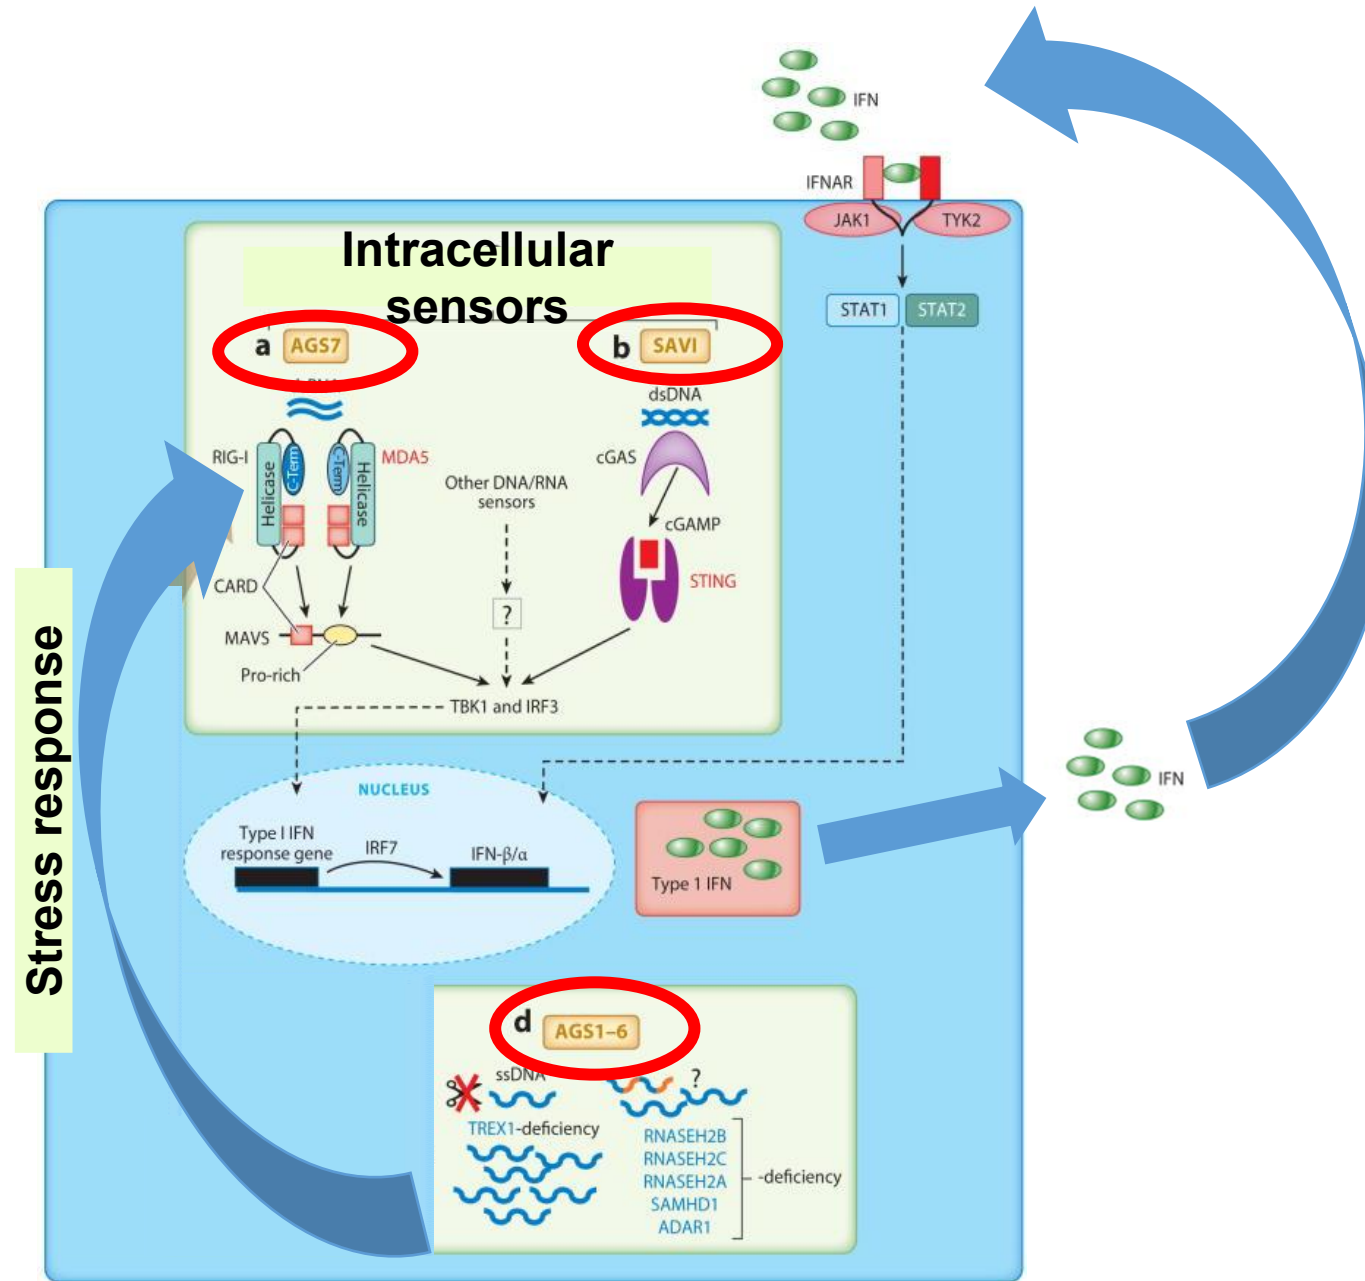 IFN
IFNAR
JAK1
TYK2
STAT1
STAT2
Intracellular
sensors
a
AGS7
b
SAVI
dsDNA
RIG-I
Helicase
C-Term
C-Term
Helicase
MDA5
cGAS
Other DNA/RNA
sensors
cGAMP
STING
CARD
?
MAVS
Pro-rich
TBK1 and IRF3
Stress response
NUCLEUS
Type I IFN
response gene
IRF7
IFN-β/α
Type 1 IFN
IFN
d
AGS1–6
ssDNA
?
TREX1-deficiency
RNASEH2B
RNASEH2C
RNASEH2A
SAMHD1
ADAR1
-deficiency